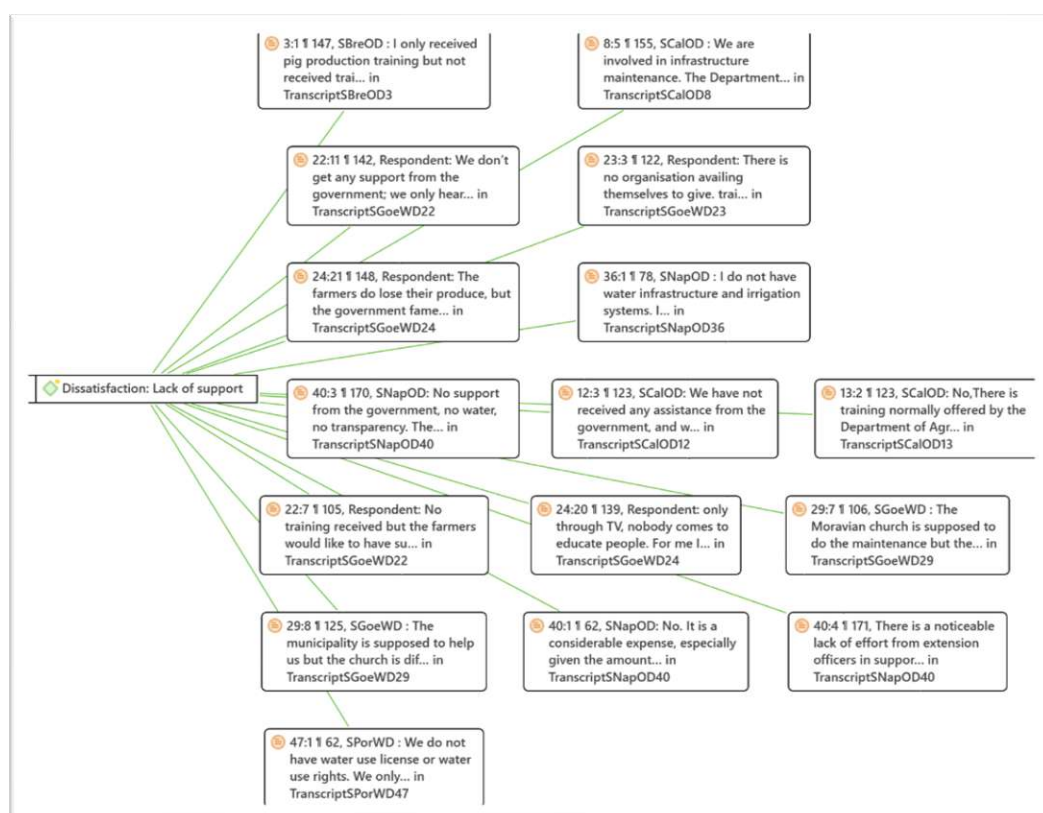 3:1 ¶ 147, SBreOD : I only received
pig production training but not
received trai... in
TranscriptSBreOD3
8:5 ¶ 155, SCalOD : We are
involved in infrastructure
maintenance. The Department... in
TranscriptSCalOD8
22:11 ¶ 142, Respondent: We don't
get any support from the
government; we only hear... in
TranscriptSGoeWD22
23:3 ¶ 122, Respondent: There is
no organisation availing
themselves to give. trai... in
TranscriptSGoeWD23
24:21 ¶ 148, Respondent: The
farmers do lose their produce, but
the government fame... in
TranscriptSGoeWD24
36:1 ¶ 78, SNapOD : I do not have
water infrastructure and irrigation
systems. I... in
TranscriptSNapOD36
Dissatisfaction: Lack of support
40:3 ¶ 170, SNapOD: No support
from the government, no water,
no transparency. The... in
TranscriptSNapOD40
12:3 ¶ 123, SCalOD: We have not
received any assistance from the
government, and w... in
TranscriptSCalOD12
13:2 ¶ 123, SCalOD: No,There is
training normally offered by the
Department of Agr... in
TranscriptSCalOD13
22:7 ¶ 105, Respondent: No
training received but the farmers
would like to have su... in
TranscriptSGoeWD22
24:20 ¶ 139, Respondent: only
through TV, nobody comes to
educate people. For me I... in
TranscriptSGoeWD24
29:7 ¶ 106, SGoeWD : The
Moravian church is supposed to
do the maintenance but the... in
TranscriptSGoeWD29
29:8 ¶ 125, SGoeWD : The
municipality is supposed to help
us but the church is dif... in
TranscriptSGoeWD29
40:1 ¶ 62, SNapOD: No. It is a
considerable expense, especially
given the amount... in
TranscriptSNapOD40
40:4 ¶ 171, There is a noticeable
lack of effort from extension
officers in suppor... in
TranscriptSNapOD40
47:1 ¶ 62, SPorWD : We do not
have water use license or water
use rights. We only... in
TranscriptSPorWD47